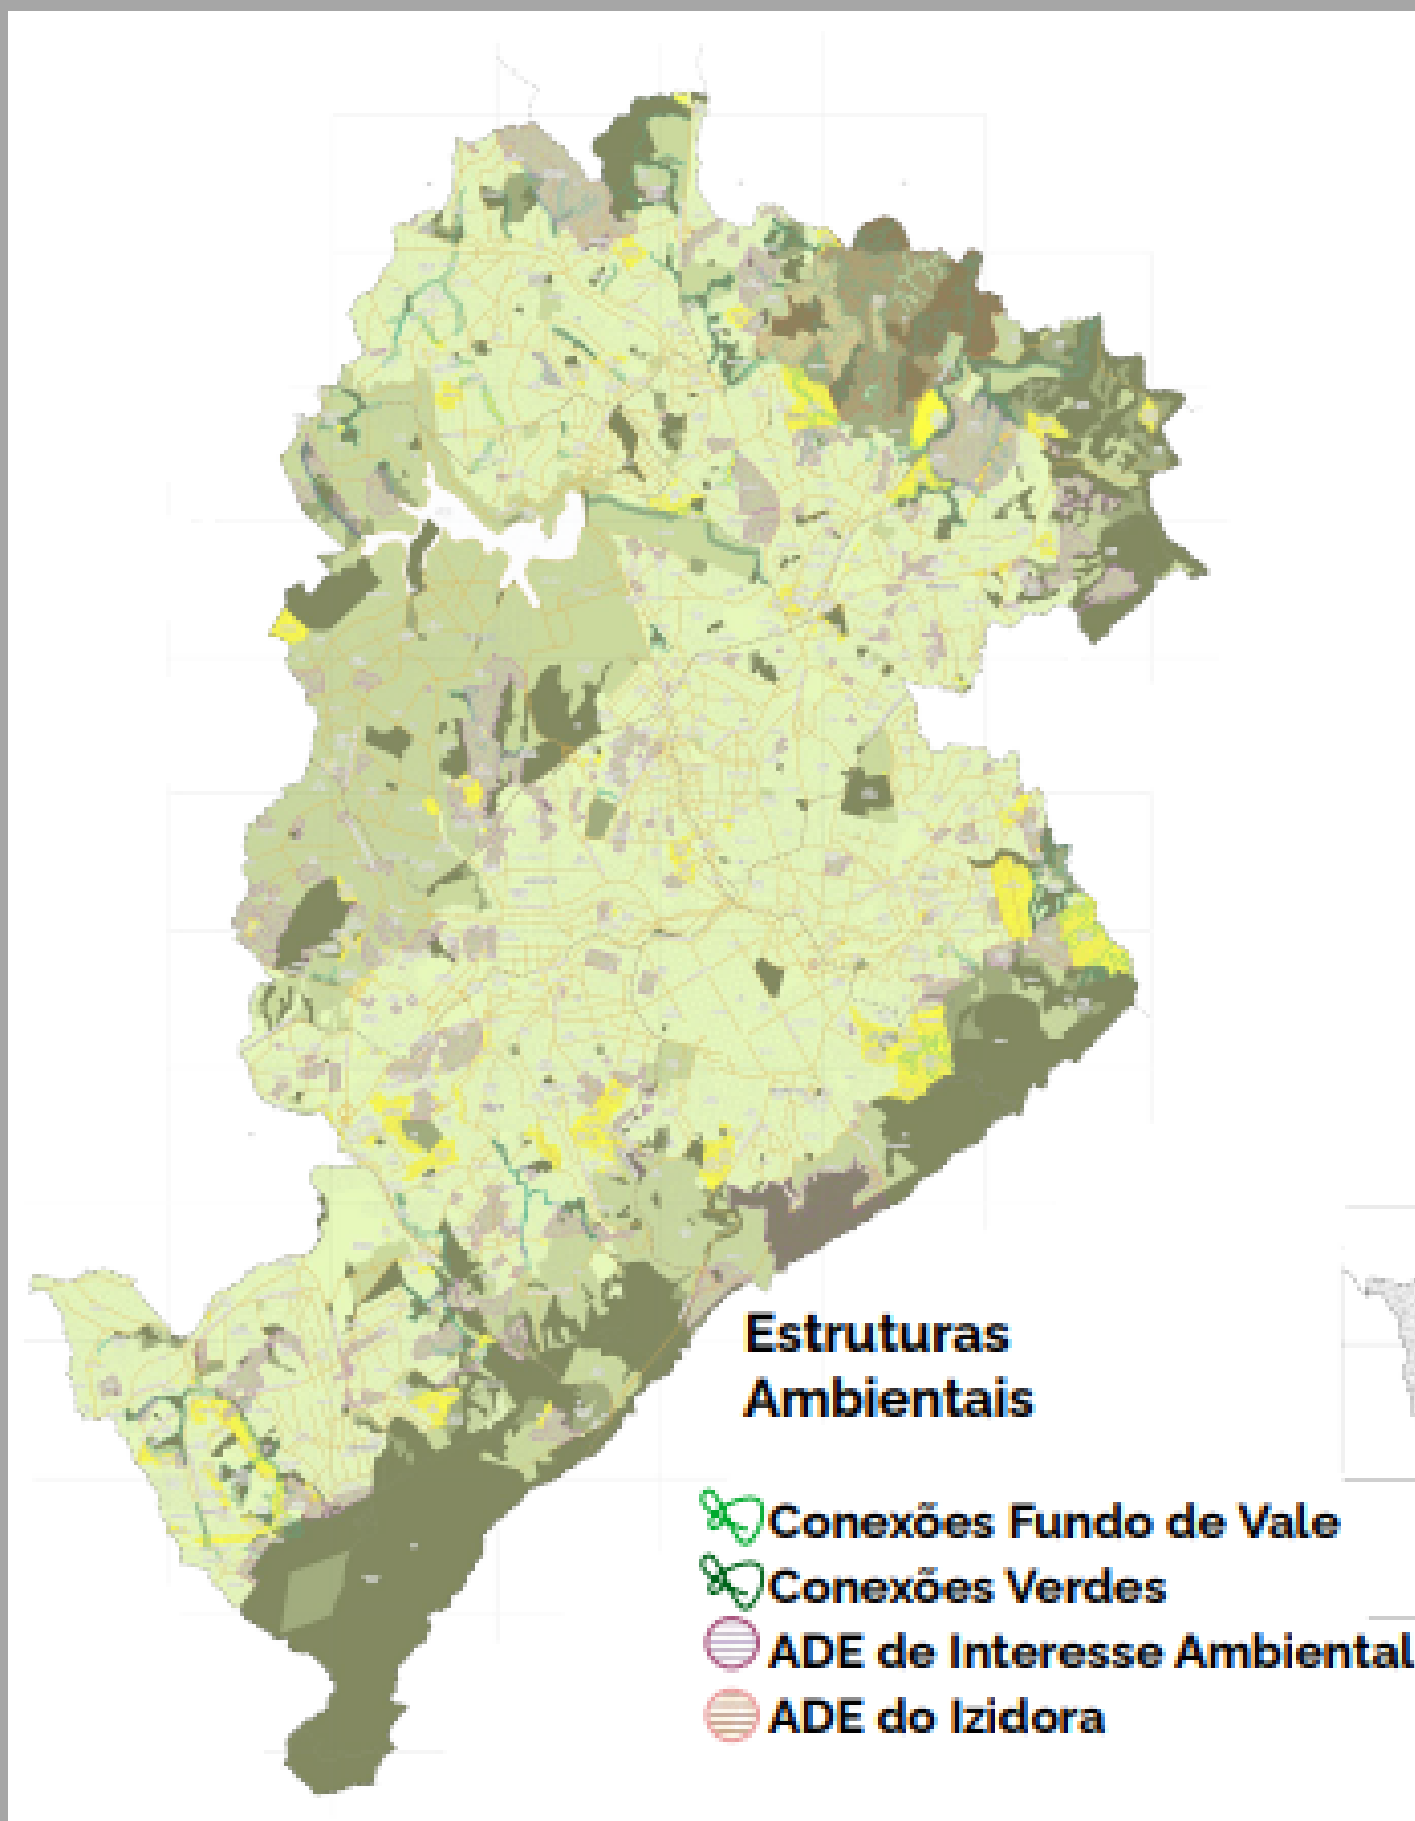 Estruturas
Ambientais
Conexões Fundo de Vale
Conexões Verdes
ADE de Interesse Ambiental
ADE do Izidora